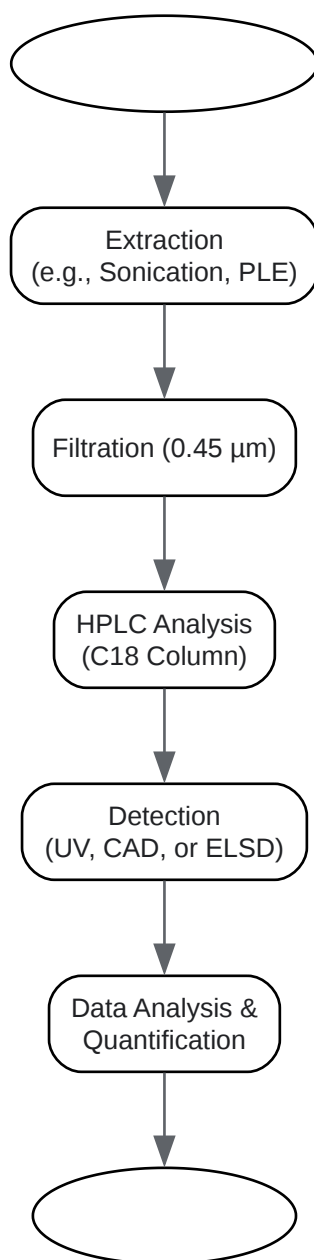 Extraction
(e.g., Sonication, PLE)
Filtration (0.45 µm)
HPLC Analysis
(C18 Column)
Detection
(UV, CAD, or ELSD)
Data Analysis &
Quantification